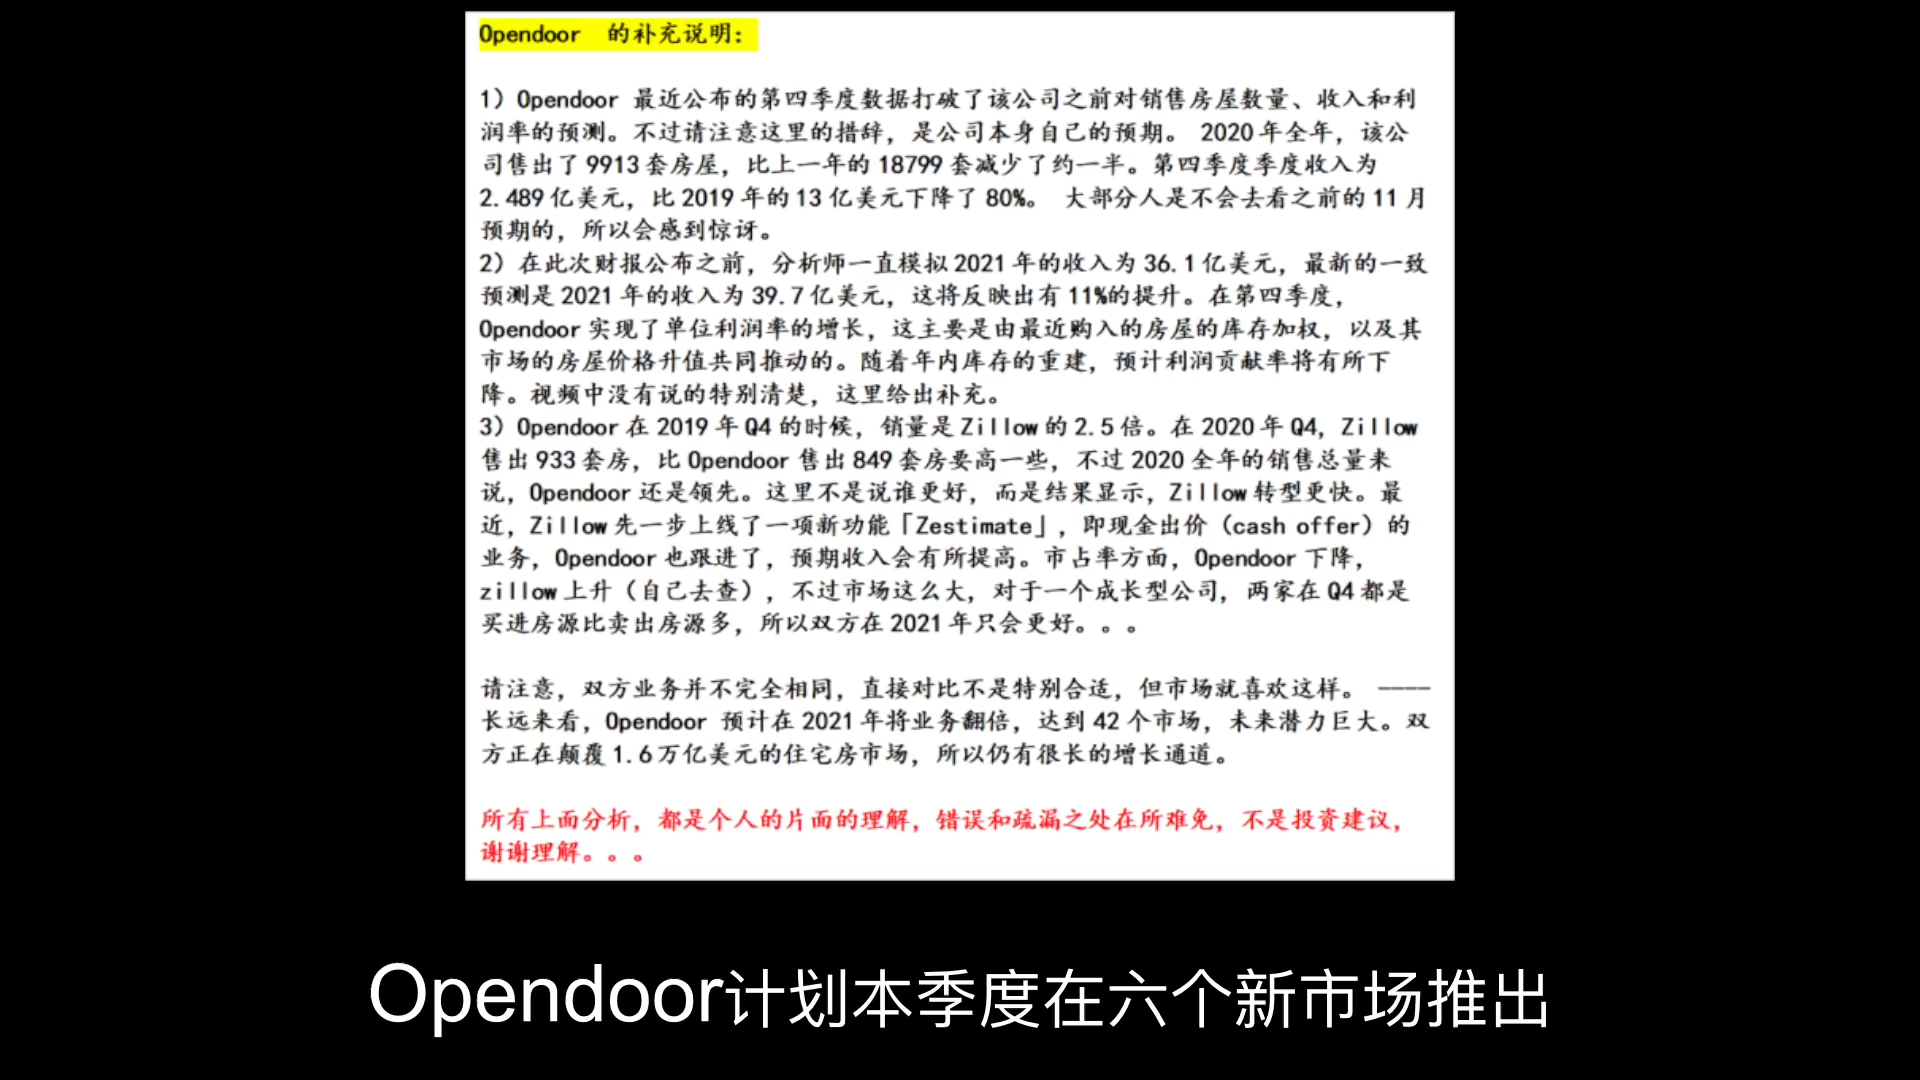 Opendoor 的补充说明：
1）Opendoor 最近公布的第四季度数据打破了该公司之前对销售房屋数量、收入和利
润率的预测。不过请注意这里的措辞，是公司本身自己的预期。 2020 年全年，该公
司售出了 9913 套房屋，比上一年的 18799 套减少了约一半。第四季度季度收入为
2.489 亿美元，比 2019 年的 13 亿美元下降了 80%。 大部分人是不会去看之前的 11 月
预期的，所以会感到惊讶。
2）在此次财报公布之前，分析师一直模拟 2021 年的收入为 36.1 亿美元，最新的一致
预测是 2021 年的收入为 39.7 亿美元，这将反映出有 11%的提升。在第四季度，
Opendoor 实现了单位利润率的增长，这主要是由最近购入的房屋的库存加权，以及其
市场的房屋价格升值共同推动的。随着年内库存的重建，预计利润贡献率将有所下
降。视频中没有说的特别清楚，这里给出补充。
3）Opendoor 在 2019 年 Q4 的时候，销量是 Zillow 的 2.5 倍。在 2020 年 Q4，Zillow
售出 933 套房，比 Opendoor 售出 849 套房要高一些，不过 2020 全年的销售总量来
说，Opendoor 还是领先。这里不是说谁更好，而是结果显示，Zillow 转型更快。最
近，Zillow 先一步上线了一项新功能「Zestimate」，即现金出价（cash offer）的
业务，Opendoor 也跟进了，预期收入会有所提高。市占率方面，Opendoor 下降，
zillow 上升（自己去查），不过市场这么大，对于一个成长型公司，两家在 Q4 都是
买进房源比卖出房源多，所以双方在 2021 年只会更好。。。
请注意，双方业务并不完全相同，直接对比不是特别合适，但市场就喜欢这样。 ----
长远来看，Opendoor 预计在 2021 年将业务翻倍，达到 42 个市场，未来潜力巨大。双
方正在颠覆 1.6 万亿美元的住宅房市场，所以仍有很长的增长通道。
所有上面分析，都是个人的片面的理解，错误和疏漏之处在所难免，不是投资建议，
谢谢理解。。。
Opendoor计划本季度在六个新市场推出